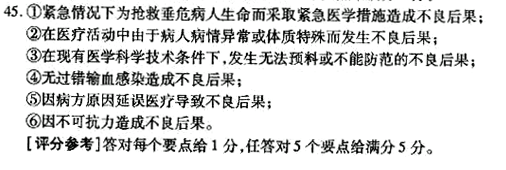 45.①紧急情况下为抢救垂危病人生命而采取紧急医学措施造成不良后果;
②在医疗活动中由于病人病情异常或体质特殊而发生不良后果;
③在现有医学科学技术条件下,发生无法预料或不能防范的不良后果;
④无过错输血感染造成不良后果;
⑤因病方原因延误医疗导致不良后果;
⑥因不可抗力造成不良后果。
[评分参考]答对每个要点给1分,任答对5个要点给满分5分。